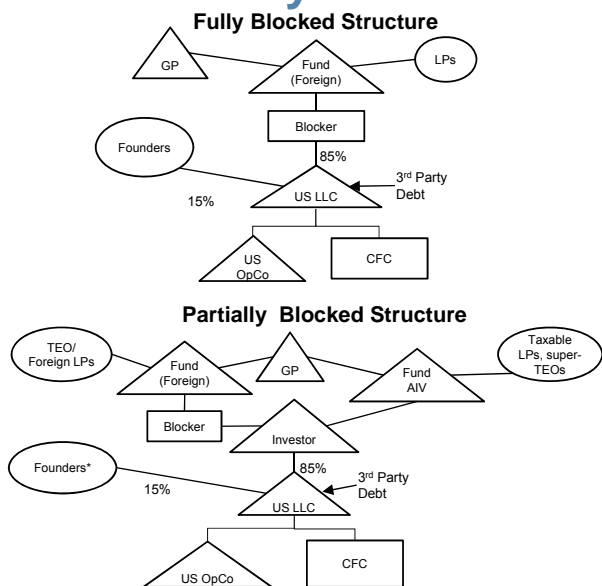 Fully Blocked Structure
GP
Fund
(Foreign)
LPs
Blocker
Founders
85%
3rd Party
Debt
15%
US LLC
US
OpCo
CFC
Partially Blocked Structure
TEO/
Foreign LPs
Fund
(Foreign)
GP
Fund
AIV
Taxable
LPs, super-
TEOs
Blocker
Investor
Founders*
85%
3rd Party
Debt
15%
US LLC
US OpCo
CFC